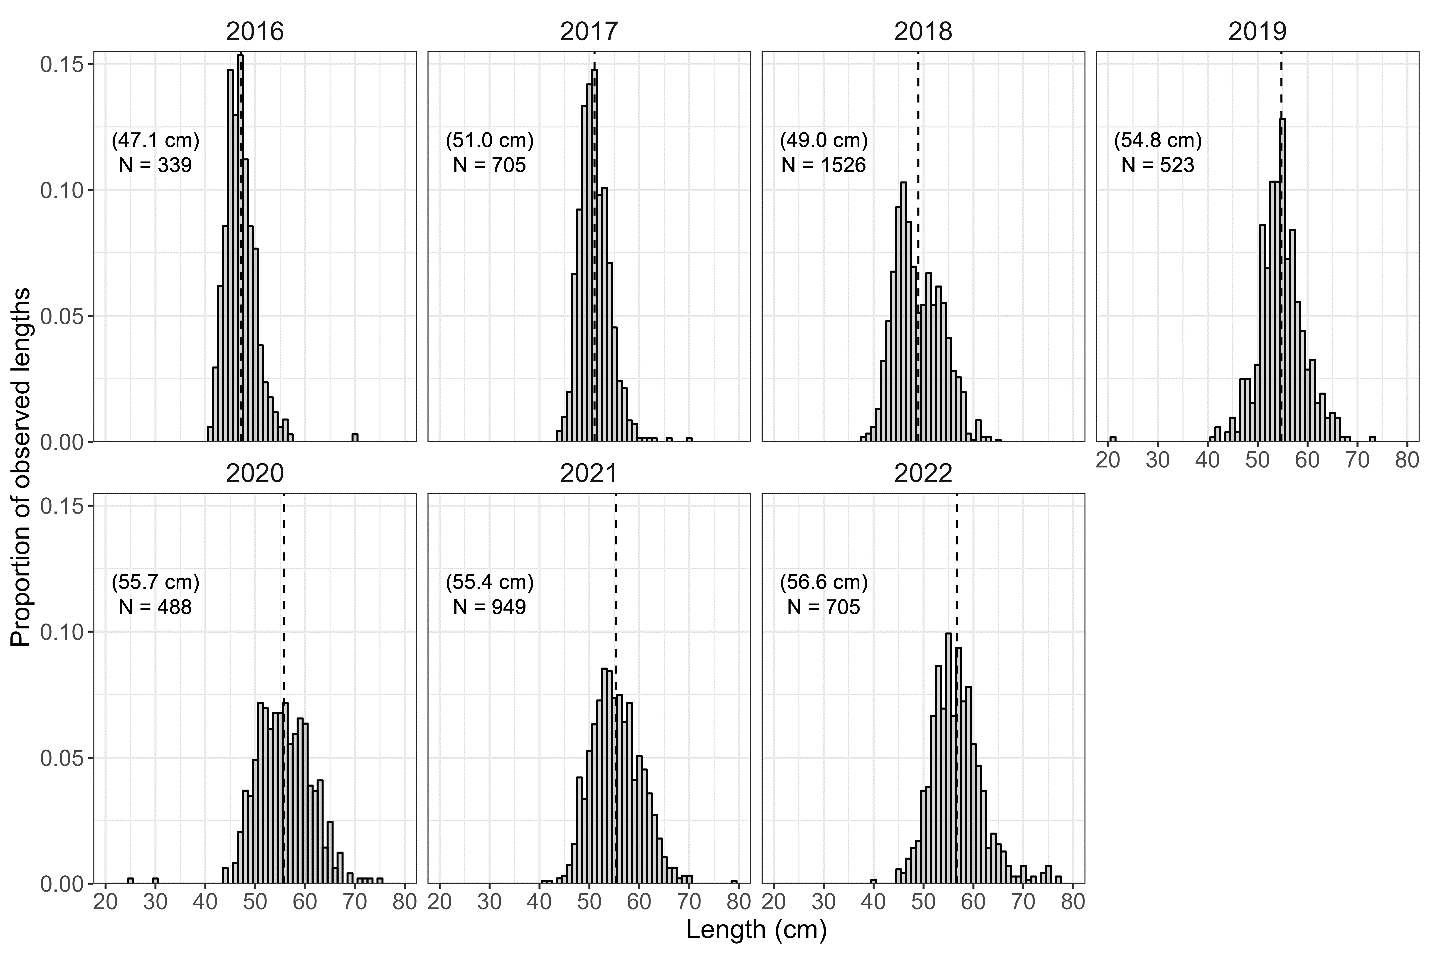 2016
2017
2018
2019
0.15
0.10
0.05
0.00
(47.1 cm)
N = 339
(51.0 cm)
N = 705
(49.0 cm)
N = 1526
(54.8 cm)
N = 523
20 30 40 50 60 70 80
2020
2021
2022
0.15
0.10
0.05
0.00
(55.7 cm)
N = 488
(55.4 cm)
N = 949
(56.6 cm)
N = 705
20 30 40 50 60 70 80
20 30 40 50 60 70 80
20 30 40 50 60 70 80
Length (cm)
Proportion of observed lengths